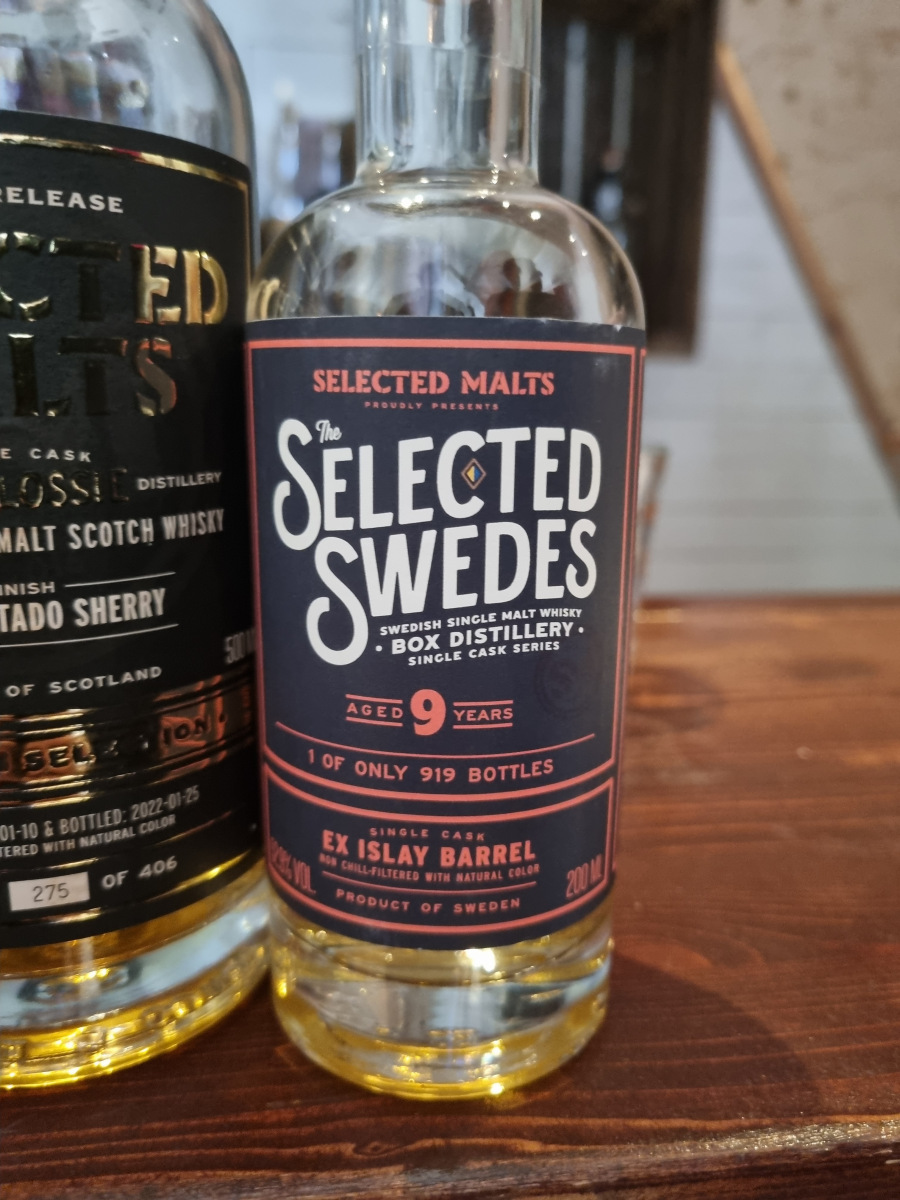 RELEASE
CTED
LTS
E CASK
LOSSIE DISTILLERY
MALT SCOTCH WHISKY
INISH
TADO SHERRY
OF SCOTLAND
01-10 & BOTTLED: 2022-01-25
TERED WITH NATURAL COLOR
275 OF 406
SELECTED MALTS
PROUDLY PRESENTS
The
SELECTED
SWEDES
SWEDISH SINGLE MALT WHISKY
• BOX DISTILLERY •
SINGLE CASK SERIES
AGED 9 YEARS
1 OF ONLY 919 BOTTLES
SINGLE CASK
EX ISLAY BARREL
NON CHILL-FILTERED WITH NATURAL COLOR
VOL. 200 ML
PRODUCT OF SWEDEN